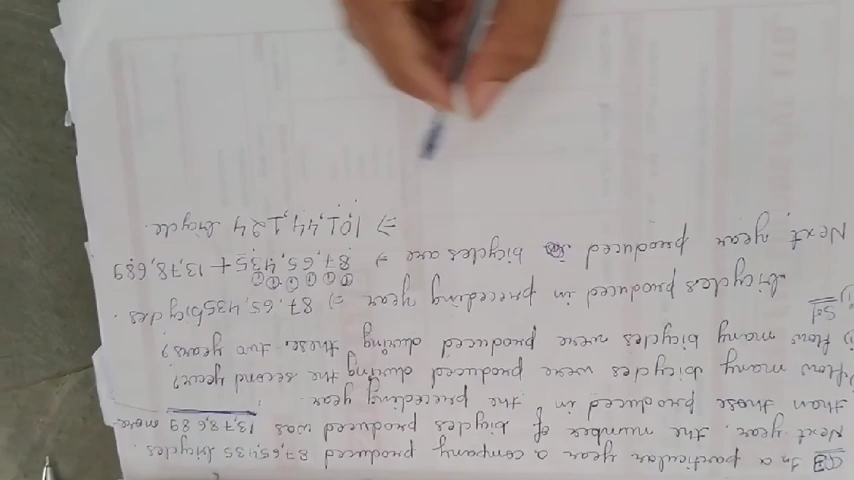 Q3 In a particular year a company produced 87,65,435 bicycles.
Next year, the number of bicycles produced was 13,78,689 more
than those produced in the preceding year.
How many bicycles were produced during the second year?
ii) How many bicycles were produced during these two years?
Sol
i) bicycles produced in preceding year ⇒ 87,65,435 bicycles.
Next year produced bicycles are ⇒ 87,65,435 + 13,78,689
⇒ 101,44,124 bicycle.